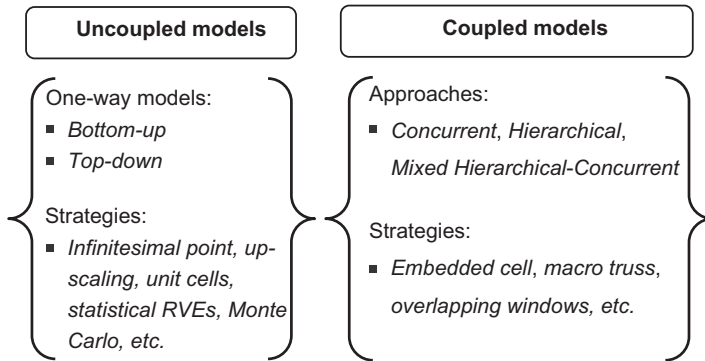 Uncoupled models
One-way models:
▪ Bottom-up
▪ Top-down
Strategies:
▪ Infinitesimal point, up-
scaling, unit cells,
statistical RVEs, Monte
Carlo, etc.
Coupled models
Approaches:
▪ Concurrent, Hierarchical,
Mixed Hierarchical-Concurrent
Strategies:
▪ Embedded cell, macro truss,
overlapping windows, etc.